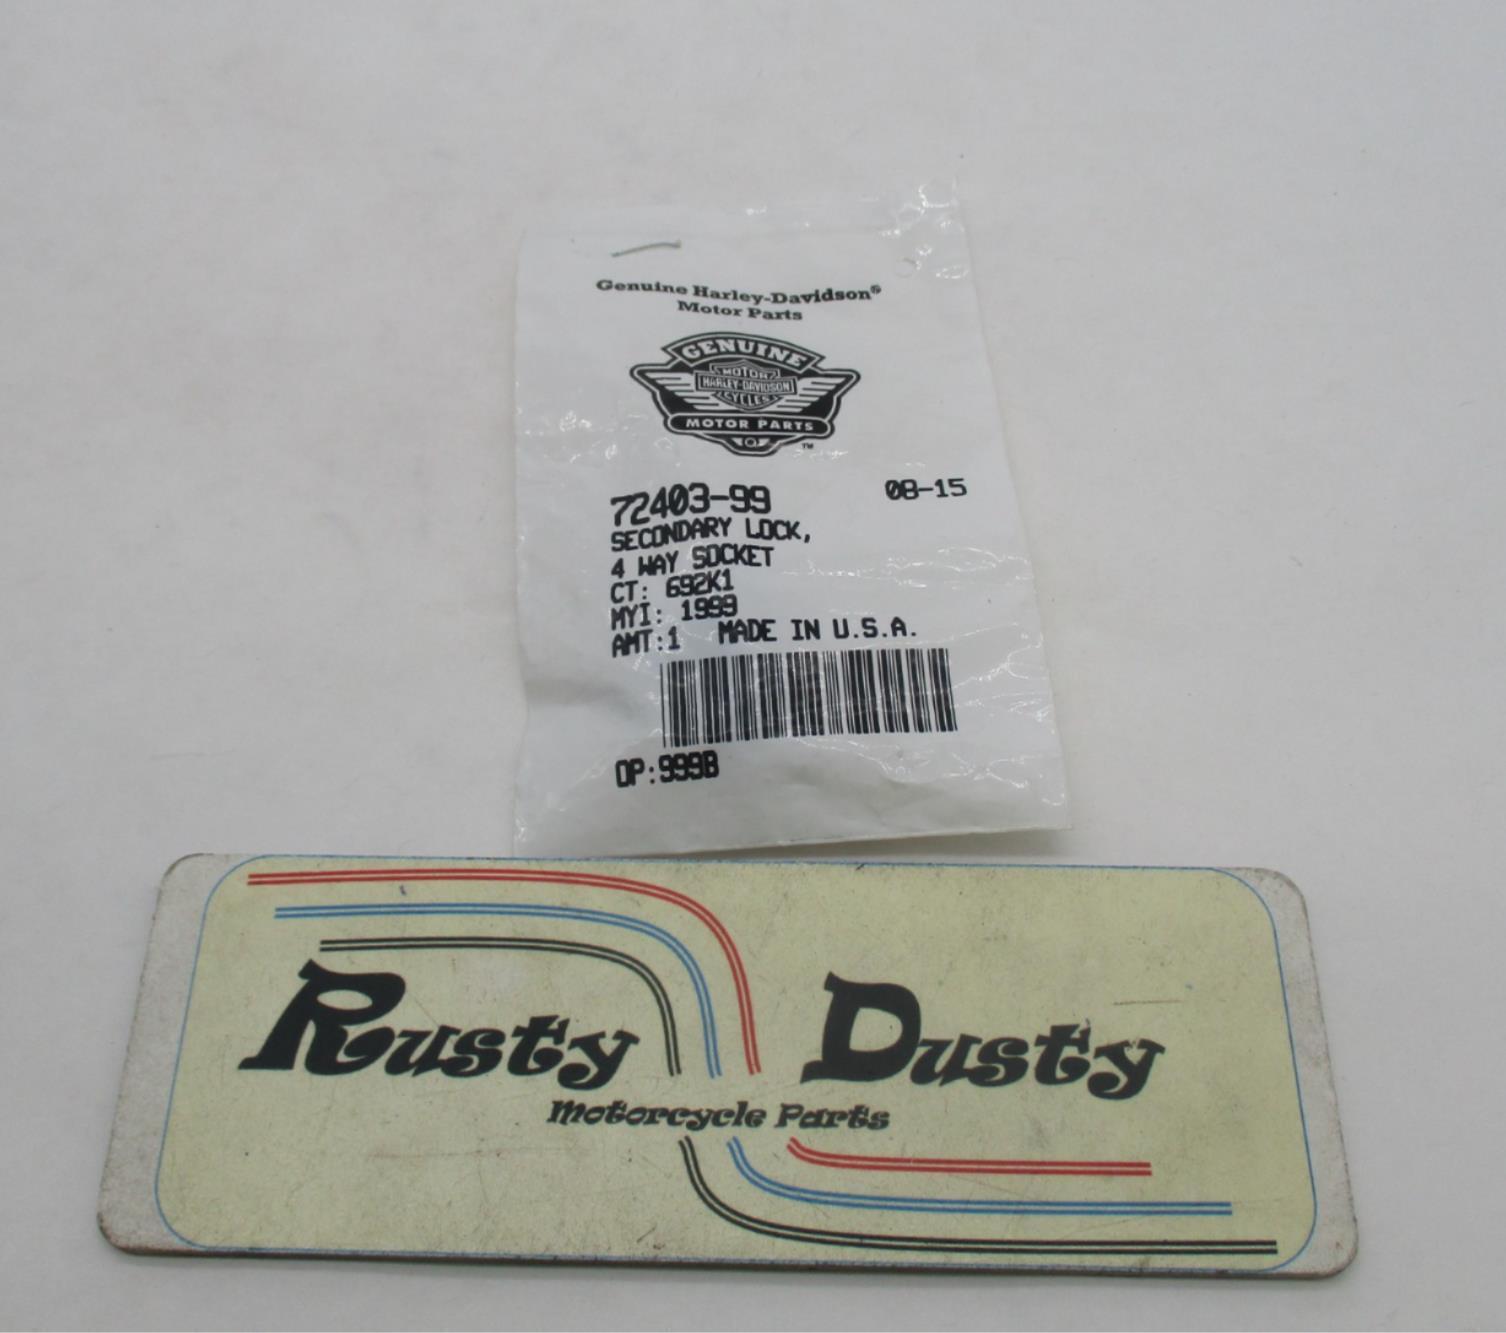 Genuine Harley-Davidson®
Motor Parts
GENUINE
MOTOR
HARLEY-DAVIDSON
CYCLES
MOTOR PARTS
TM
72403-99 08-15
SECONDARY LOCK,
4 WAY SOCKET
CT: 692K1
MYI: 1999
AMT:1 MADE IN U.S.A.
OP:999B
Rusty Dusty
Motorcycle Parts